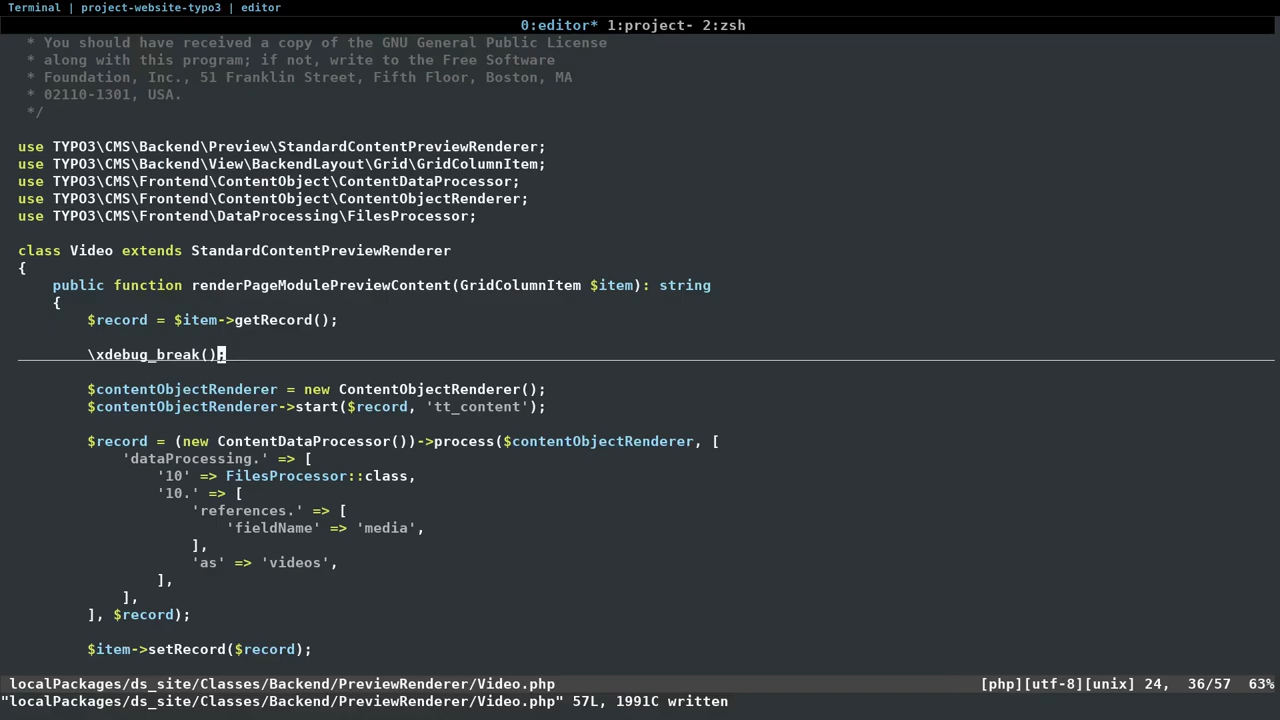 Terminal | project-website-typo3 | editor
0:editor* 1:project- 2:zsh
* You should have received a copy of the GNU General Public License
* along with this program; if not, write to the Free Software
* Foundation, Inc., 51 Franklin Street, Fifth Floor, Boston, MA
* 02110-1301, USA.
*/
use TYPO3\CMS\Backend\Preview\StandardContentPreviewRenderer;
use TYPO3\CMS\Backend\View\BackendLayout\Grid\GridColumnItem;
use TYPO3\CMS\Frontend\ContentObject\ContentDataProcessor;
use TYPO3\CMS\Frontend\ContentObject\ContentObjectRenderer;
use TYPO3\CMS\Frontend\DataProcessing\FilesProcessor;
class Video extends StandardContentPreviewRenderer
{
    public function renderPageModulePreviewContent(GridColumnItem $item): string
    {
        $record = $item->getRecord();
        \xdebug_break();
        $contentObjectRenderer = new ContentObjectRenderer();
        $contentObjectRenderer->start($record, 'tt_content');
        $record = (new ContentDataProcessor())->process($contentObjectRenderer, [
            'dataProcessing.' => [
                '10' => FilesProcessor::class,
                '10.' => [
                    'references.' => [
                        'fieldName' => 'media',
                    ],
                    'as' => 'videos',
                ],
            ],
        ], $record);
        $item->setRecord($record);
localPackages/ds_site/Classes/Backend/PreviewRenderer/Video.php [php][utf-8][unix] 24, 36/57 63%
"localPackages/ds_site/Classes/Backend/PreviewRenderer/Video.php" 57L, 1991C written